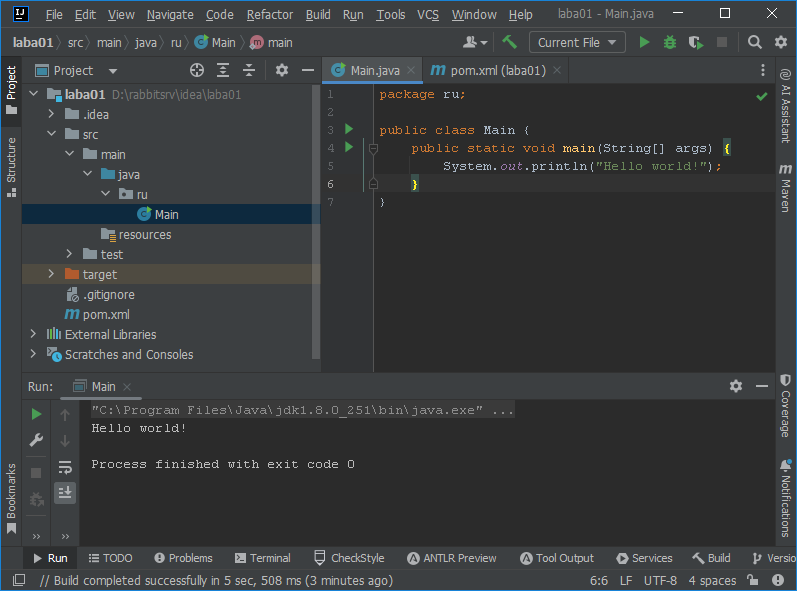 File Edit View Navigate Code Refactor Build Run Tools VCS Window Help laba01 - Main.java
laba01 src main java ru Main main Current File
Project
Main.java pom.xml (laba01)
laba01 D:\rabbitsrv\idea\laba01
.idea
src
main
java
ru
Main
resources
test
target
.gitignore
pom.xml
External Libraries
Scratches and Consoles
1 package ru;
2
3 public class Main {
4 public static void main(String[] args) {
5 System.out.println("Hello world!");
6 }
7 }
Project
Structure
Bookmarks
AI Assistant
Maven
Coverage
Notifications
Run: Main
"C:\Program Files\Java\jdk1.8.0_251\bin\java.exe" ...
Hello world!
Process finished with exit code 0
Run TODO Problems Terminal CheckStyle ANTLR Preview Tool Output Services Build Versio
// Build completed successfully in 5 sec, 508 ms (3 minutes ago) 6:6 LF UTF-8 4 spaces